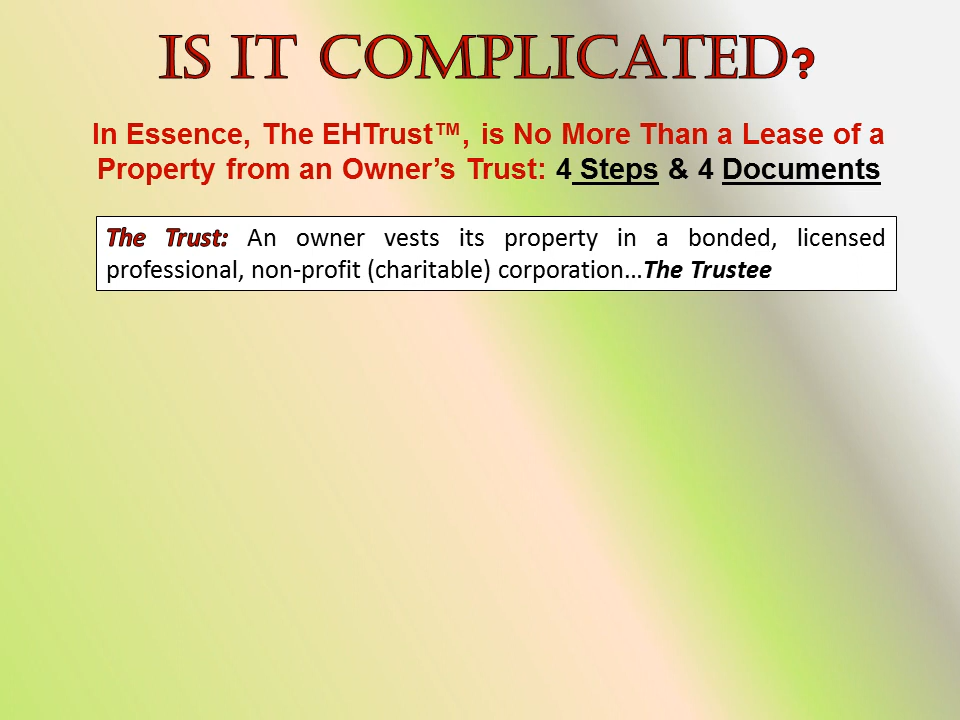 IS IT COMPLICATED?
In Essence, The EHTrust™, is No More Than a Lease of a
Property from an Owner’s Trust: 4 Steps & 4 Documents
The Trust: An owner vests its property in a bonded, licensed
professional, non-profit (charitable) corporation...The Trustee